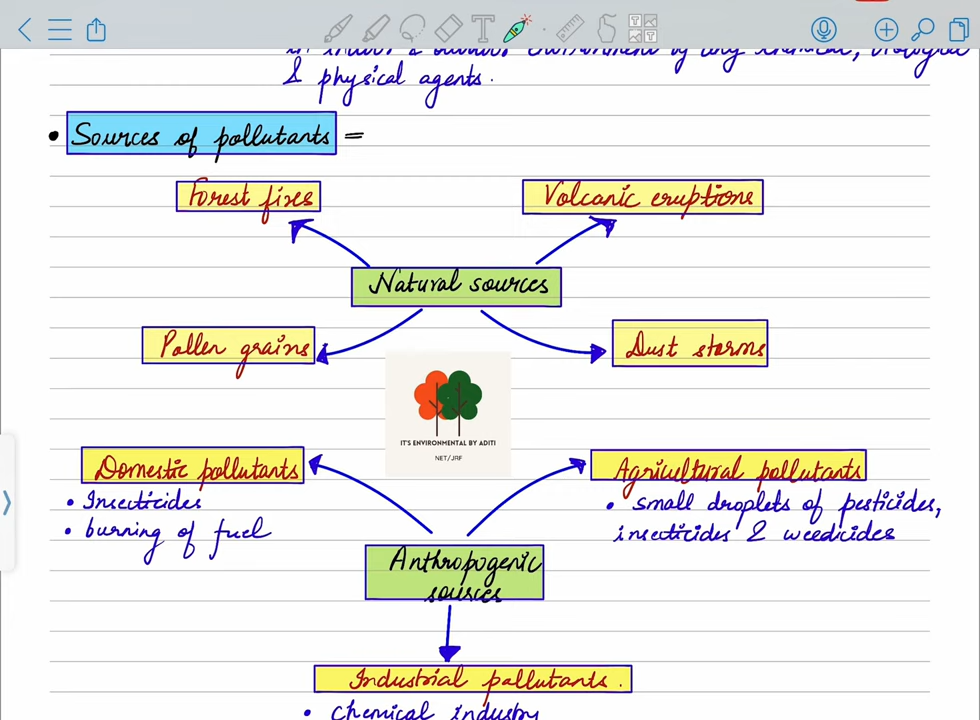 & physical agents.
• Sources of pollutants =
Forest fires
Volcanic eruptions
Natural sources
Pollen grains
Dust storms
IT'S ENVIRONMENTAL BY ADITI
NET/JRF
Domestic pollutants
• Insecticides
• burning of fuel
Agricultural pollutants
• small droplets of pesticides,
insecticides & weedicides
Anthropogenic
sources
Industrial pollutants.
• chemical industry